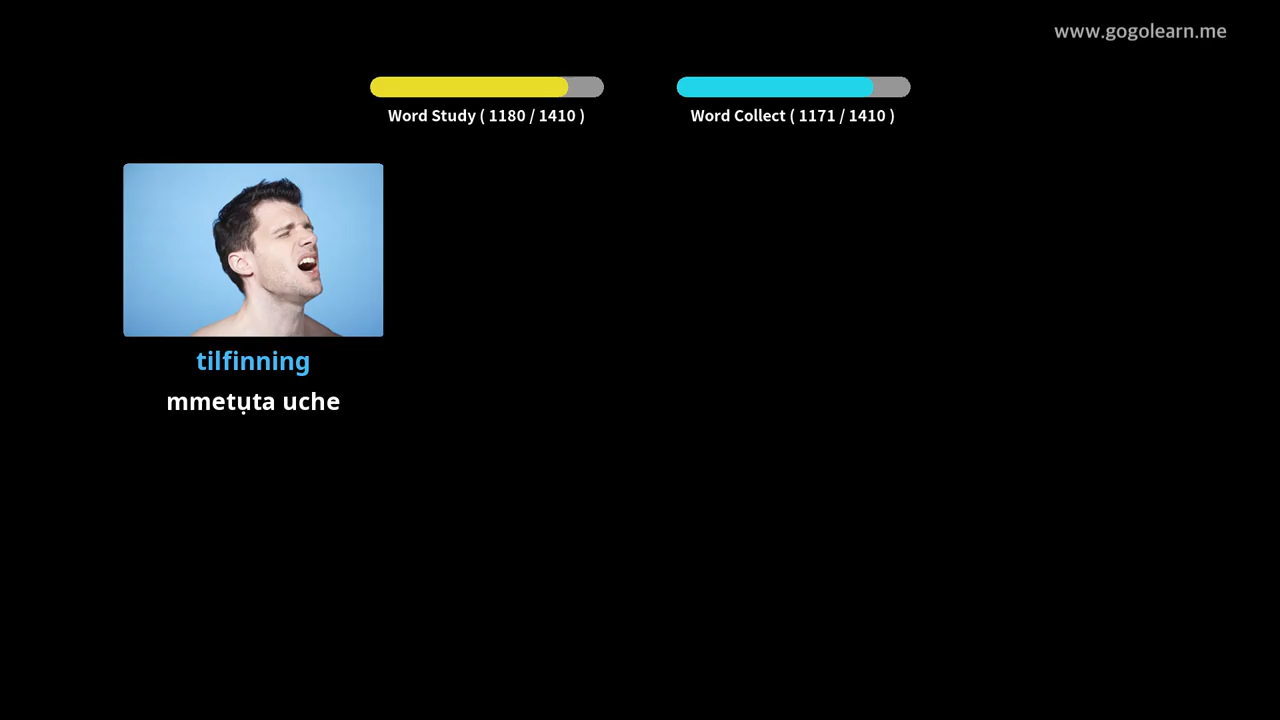 www.gogolearn.me
Word Study ( 1180 / 1410 )
Word Collect ( 1171 / 1410 )
tilfinning
mmetụta uche